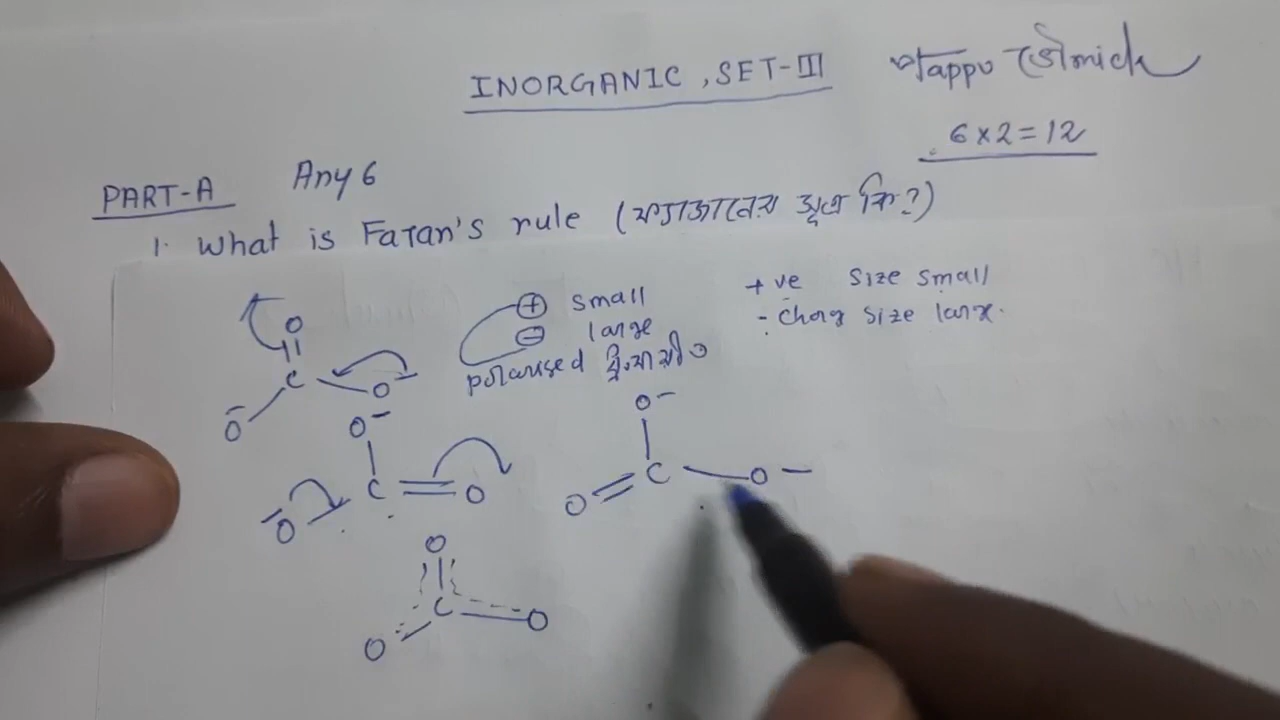 INORGANIC, SET-III
6 x 2 = 12
PART-A Any 6
1. What is Fajan's rule (ফাজানের সূত্র কি?)
+ small
- large
polarised
+ve Size small
- charg size larg
O
C O -
- O
O -
C O
- O
O -
C O -
O
O
C O
O